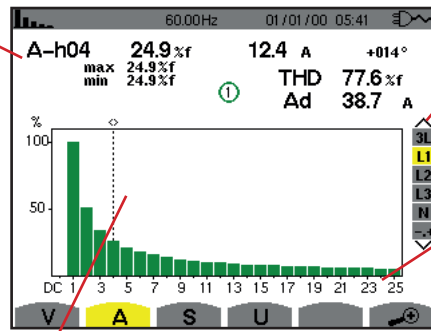 60.00Hz 01/01/00 05:41
A-h04 24.9 %f 12.4 A +014°
max 24.9%f
min 24.9%f
1
THD 77.6 %f
Ad 38.7 A
%
100
50
DC 1 3 5 7 9 11 13 15 17 19 21 23 25
3L
L1
L2
L3
N
-.+
V A S U